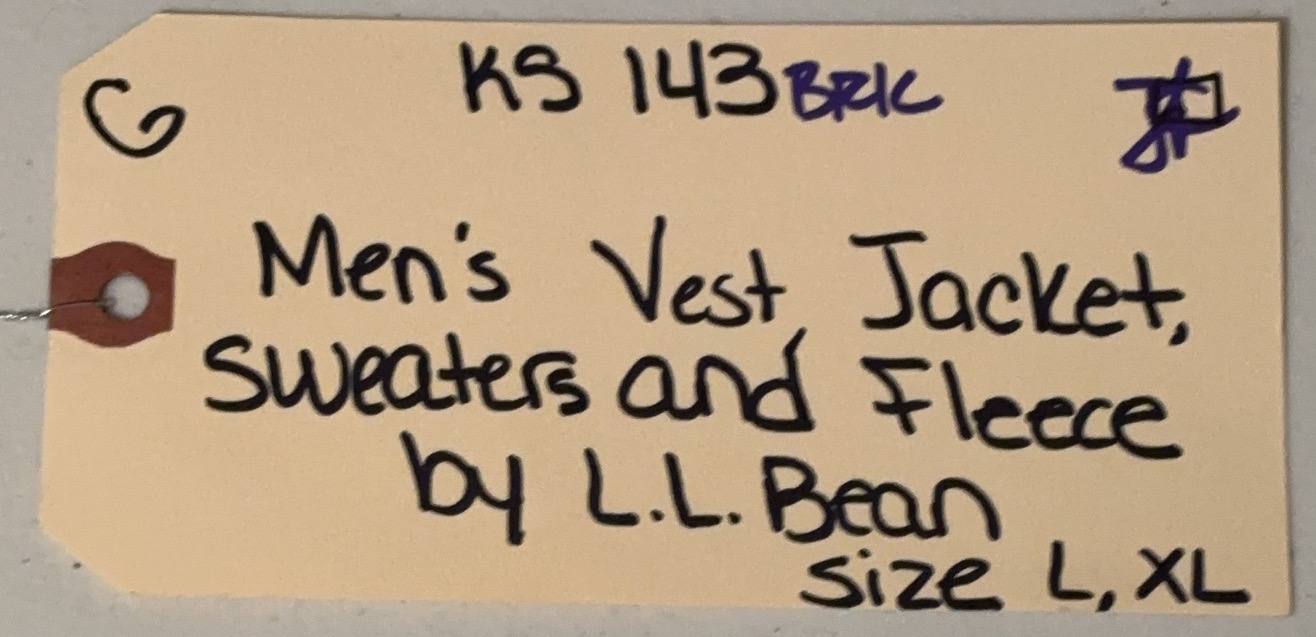 G
KS 143 BRK
Men's Vest, Jacket,
Sweaters and Fleece
by L.L. Bean
size L, XL